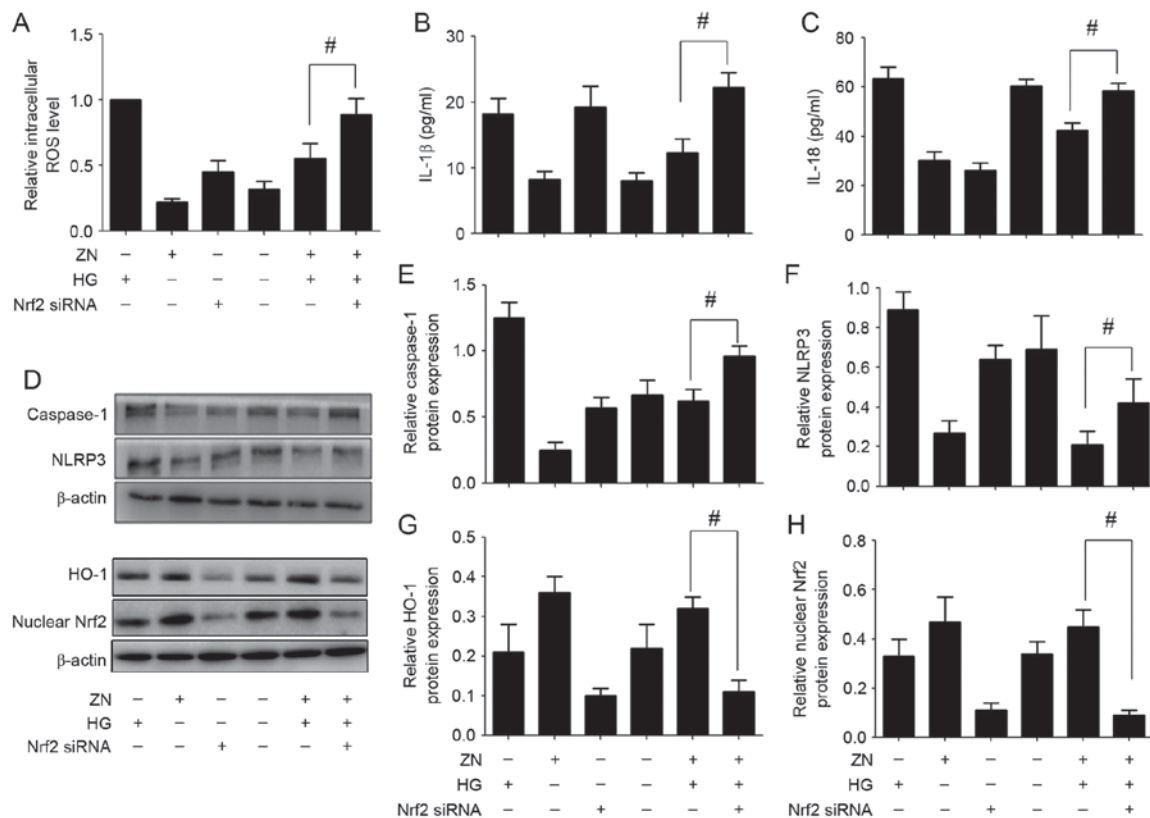 A
#
Relative intracellular
ROS level
1.5
1.0
0.5
0.0
ZN – + – – + +
HG + – – – + +
Nrf2 siRNA – – + – – +
B
#
IL-1β (pg/ml)
30
20
10
0
C
#
IL-18 (pg/ml)
80
60
40
20
0
D
Caspase-1
NLRP3
β-actin
HO-1
Nuclear Nrf2
β-actin
ZN – + – – + +
HG + – – – + +
Nrf2 siRNA – – + – – +
E
#
Relative caspase-1
protein expression
1.5
1.0
0.5
0.0
F
#
Relative NLRP3
protein expression
1.0
0.8
0.6
0.4
0.2
0.0
G
#
Relative HO-1
protein expression
0.5
0.4
0.3
0.2
0.1
0.0
ZN – + – – + +
HG + – – – + +
Nrf2 siRNA – – + – – +
H
#
Relative nuclear Nrf2
protein expression
0.8
0.6
0.4
0.2
0.0
ZN – + – – + +
HG + – – – + +
Nrf2 siRNA – – + – – +